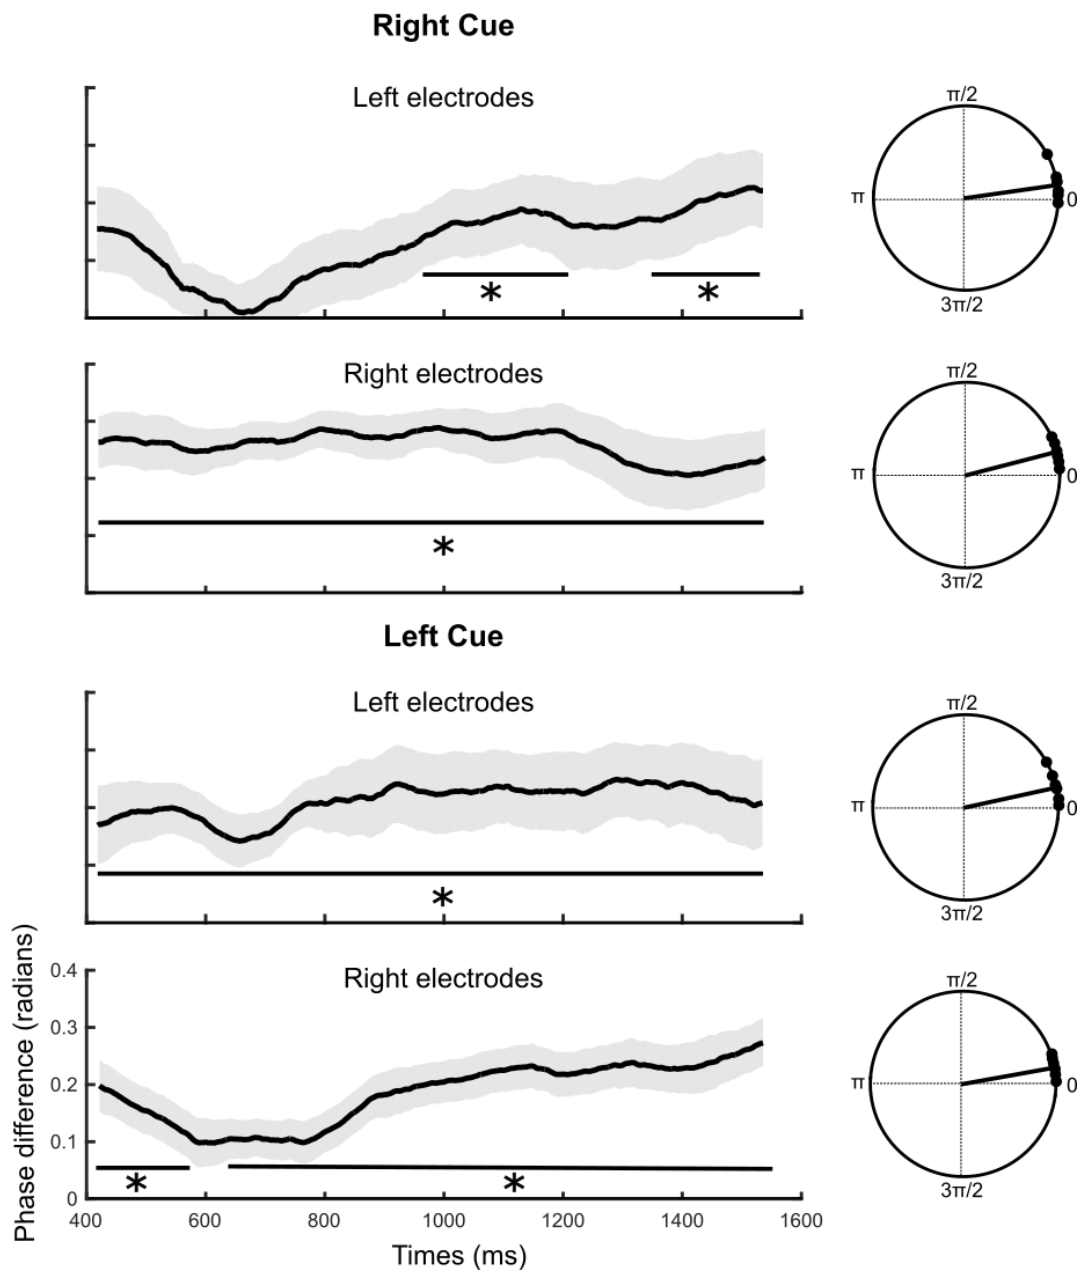 Right Cue
Left electrodes
π/2
π
0
3π/2
*
*
Right electrodes
π/2
π
0
3π/2
*
Left Cue
Left electrodes
π/2
π
0
3π/2
*
Right electrodes
π/2
π
0
3π/2
Phase difference (radians)
0.4
0.3
0.2
0.1
0
*
*
400 600 800 1000 1200 1400 1600
Times (ms)